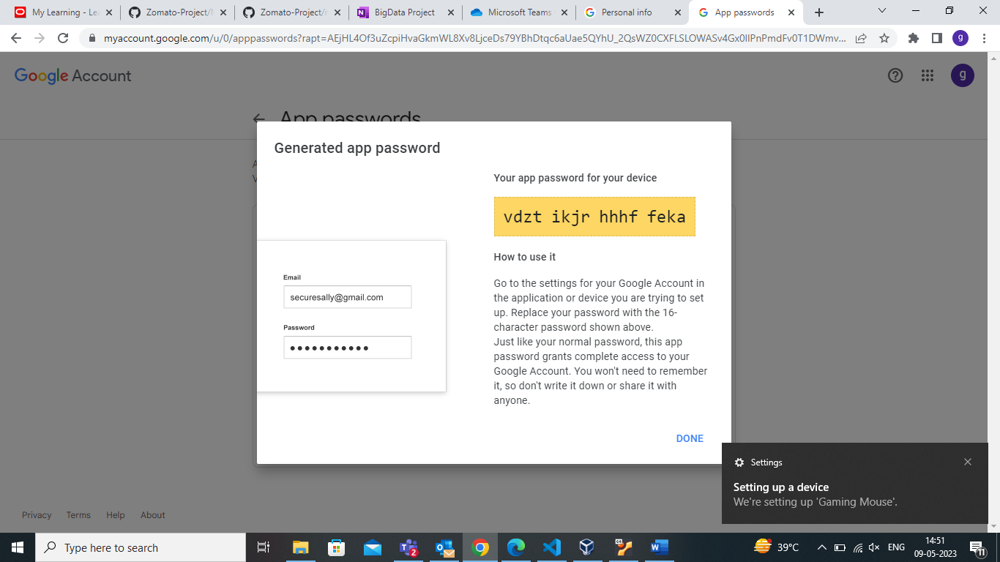 My Learning - Le
Zomato-Project/
Zomato-Project/
BigData Project
Microsoft Teams
Personal info
App passwords
myaccount.google.com/u/0/apppasswords?rapt=AEjHL4Of3uZcpiHvaGkmWL8Xv8LjceDs79YBhDtqc6aUae5QYhU_2QsWZ0CXFLSLOWASv4Gx0IIPnPmdFv0T1DWmv...
g
Google Account
g
App passwords
Generated app password
Your app password for your device
vdzt ikjr hhhf feka
How to use it
Go to the settings for your Google Account in
the application or device you are trying to set
up. Replace your password with the 16-
character password shown above.
Just like your normal password, this app
password grants complete access to your
Google Account. You won't need to remember
it, so don't write it down or share it with
anyone.
Email
securesally@gmail.com
Password
DONE
Settings
Setting up a device
We're setting up 'Gaming Mouse'.
Privacy Terms Help About
Type here to search
2
39°C
ENG
14:51
09-05-2023
11